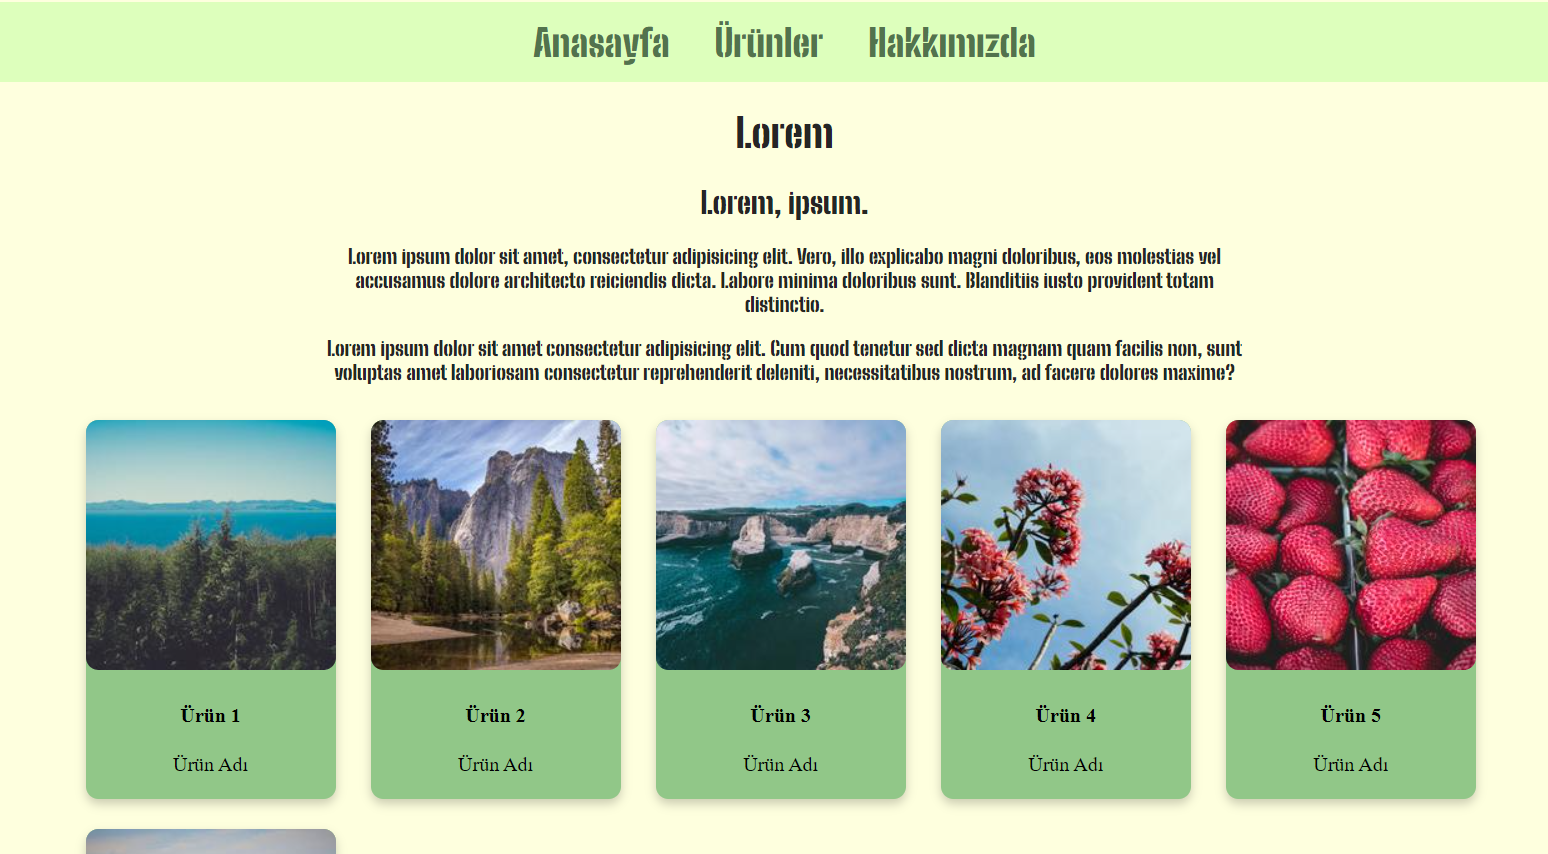 Anasayfa Ürünler Hakkımızda
Lorem
Lorem, ipsum.
Lorem ipsum dolor sit amet, consectetur adipisicing elit. Vero, illo explicabo magni doloribus, eos molestias vel
accusamus dolore architecto reiciendis dicta. Labore minima doloribus sunt. Blanditiis iusto provident totam
distinctio.
Lorem ipsum dolor sit amet consectetur adipisicing elit. Cum quod tenetur sed dicta magnam quam facilis non, sunt
voluptas amet laboriosam consectetur reprehenderit deleniti, necessitatibus nostrum, ad facere dolores maxime?
Ürün 1
Ürün Adı
Ürün 2
Ürün Adı
Ürün 3
Ürün Adı
Ürün 4
Ürün Adı
Ürün 5
Ürün Adı